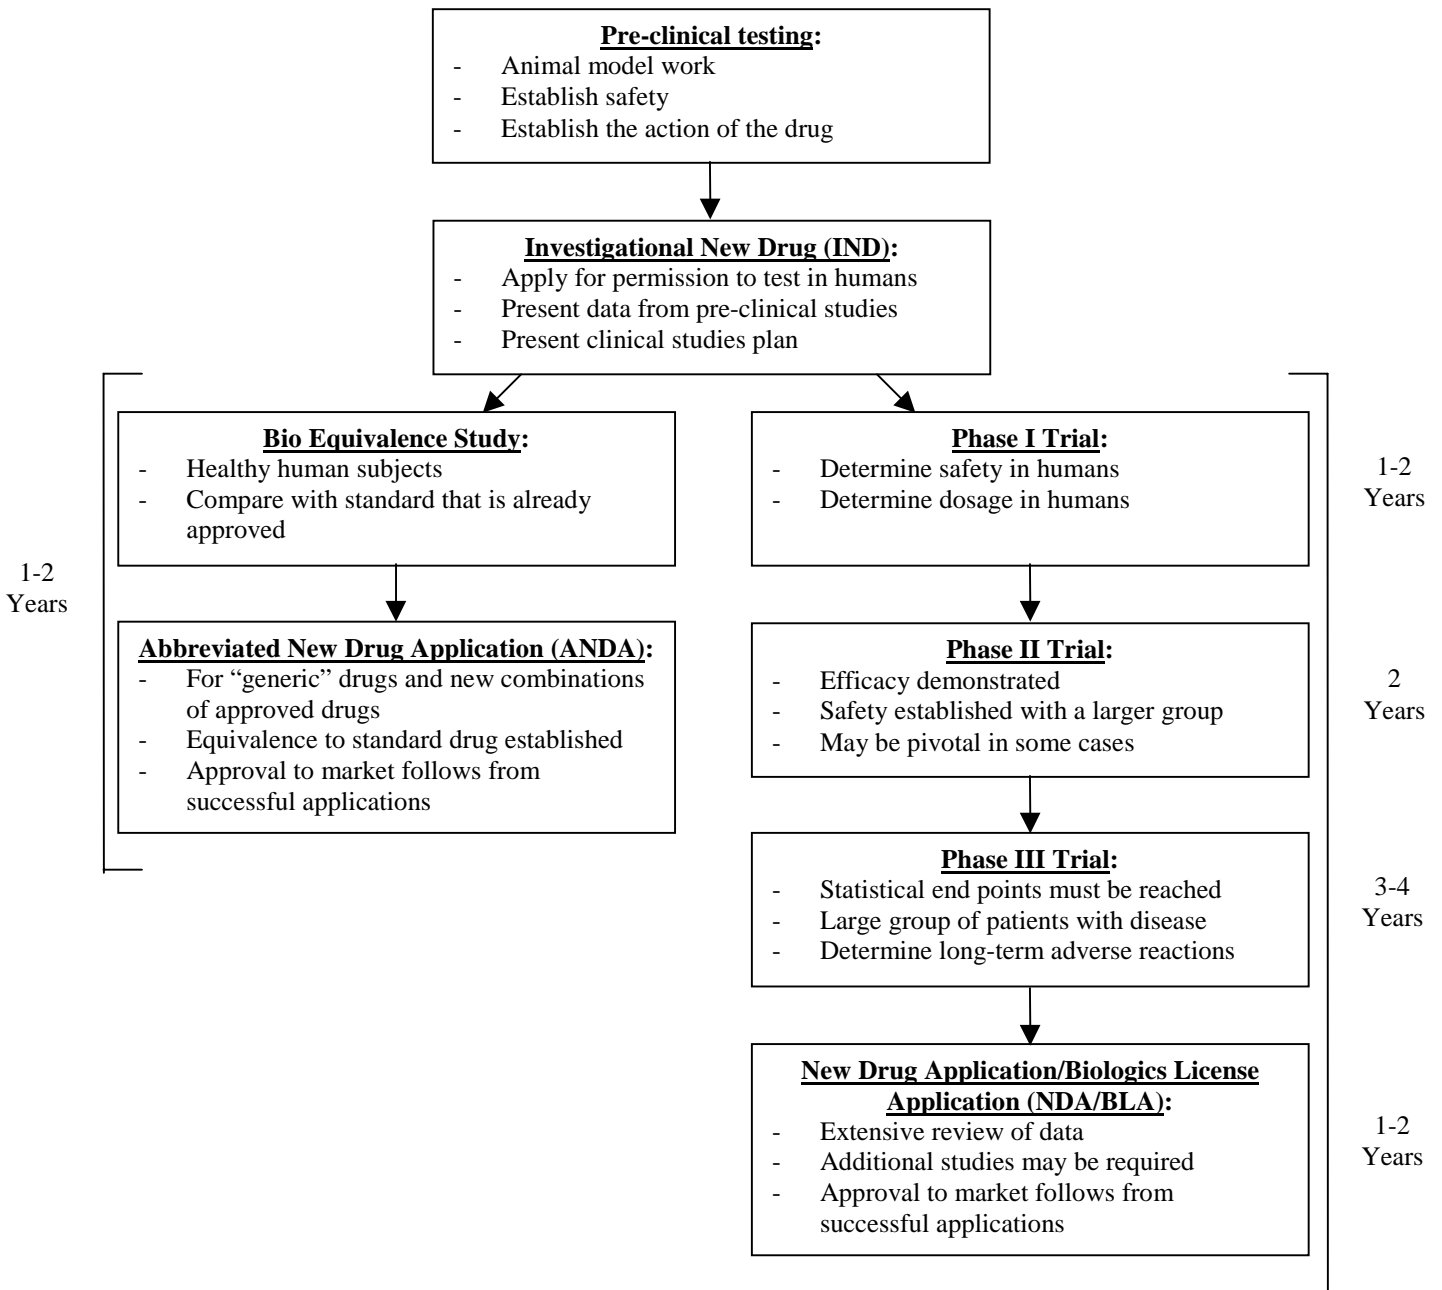 Pre-clinical testing:
- Animal model work
- Establish safety
- Establish the action of the drug
Investigational New Drug (IND):
- Apply for permission to test in humans
- Present data from pre-clinical studies
- Present clinical studies plan
1-2
Years
Bio Equivalence Study:
- Healthy human subjects
- Compare with standard that is already
approved
Abbreviated New Drug Application (ANDA):
- For “generic” drugs and new combinations
of approved drugs
- Equivalence to standard drug established
- Approval to market follows from
successful applications
Phase I Trial:
- Determine safety in humans
- Determine dosage in humans
1-2
Years
Phase II Trial:
- Efficacy demonstrated
- Safety established with a larger group
- May be pivotal in some cases
2
Years
Phase III Trial:
- Statistical end points must be reached
- Large group of patients with disease
- Determine long-term adverse reactions
3-4
Years
New Drug Application/Biologics License
Application (NDA/BLA):
- Extensive review of data
- Additional studies may be required
- Approval to market follows from
successful applications
1-2
Years